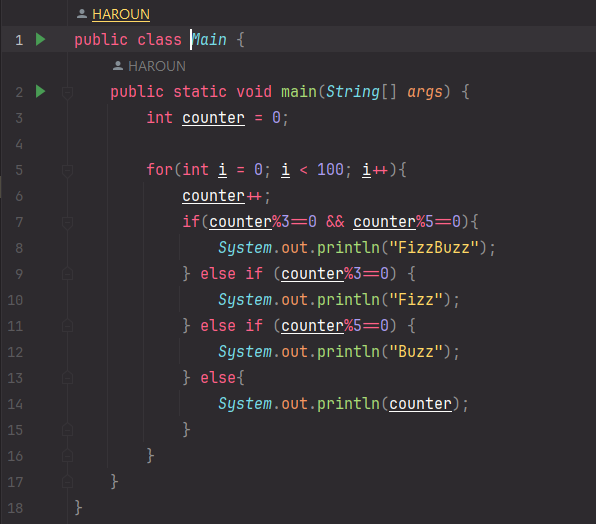 HAROUN
1 public class Main {
HAROUN
2 public static void main(String[] args) {
3 int counter = 0;
4
5 for(int i = 0; i < 100; i++){
6 counter++;
7 if(counter%3==0 && counter%5==0){
8 System.out.println("FizzBuzz");
9 } else if (counter%3==0) {
10 System.out.println("Fizz");
11 } else if (counter%5==0) {
12 System.out.println("Buzz");
13 } else{
14 System.out.println(counter);
15 }
16 }
17 }
18 }